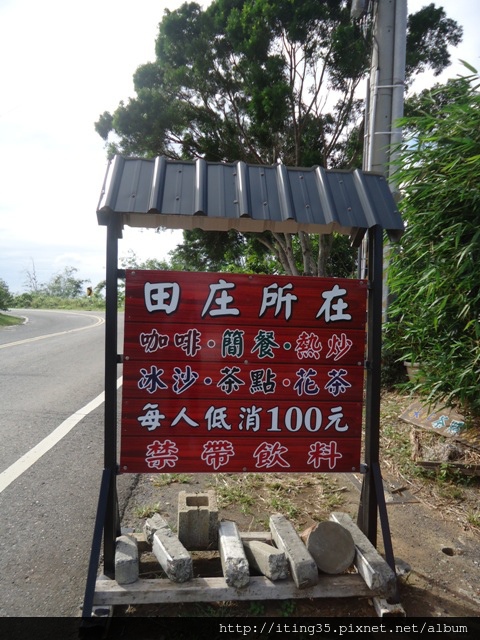 田庄所在
咖啡·簡餐·熱炒
冰沙·茶點·花茶
每人低消100元
禁帶飲料
http://iting35.pixnet.net/album